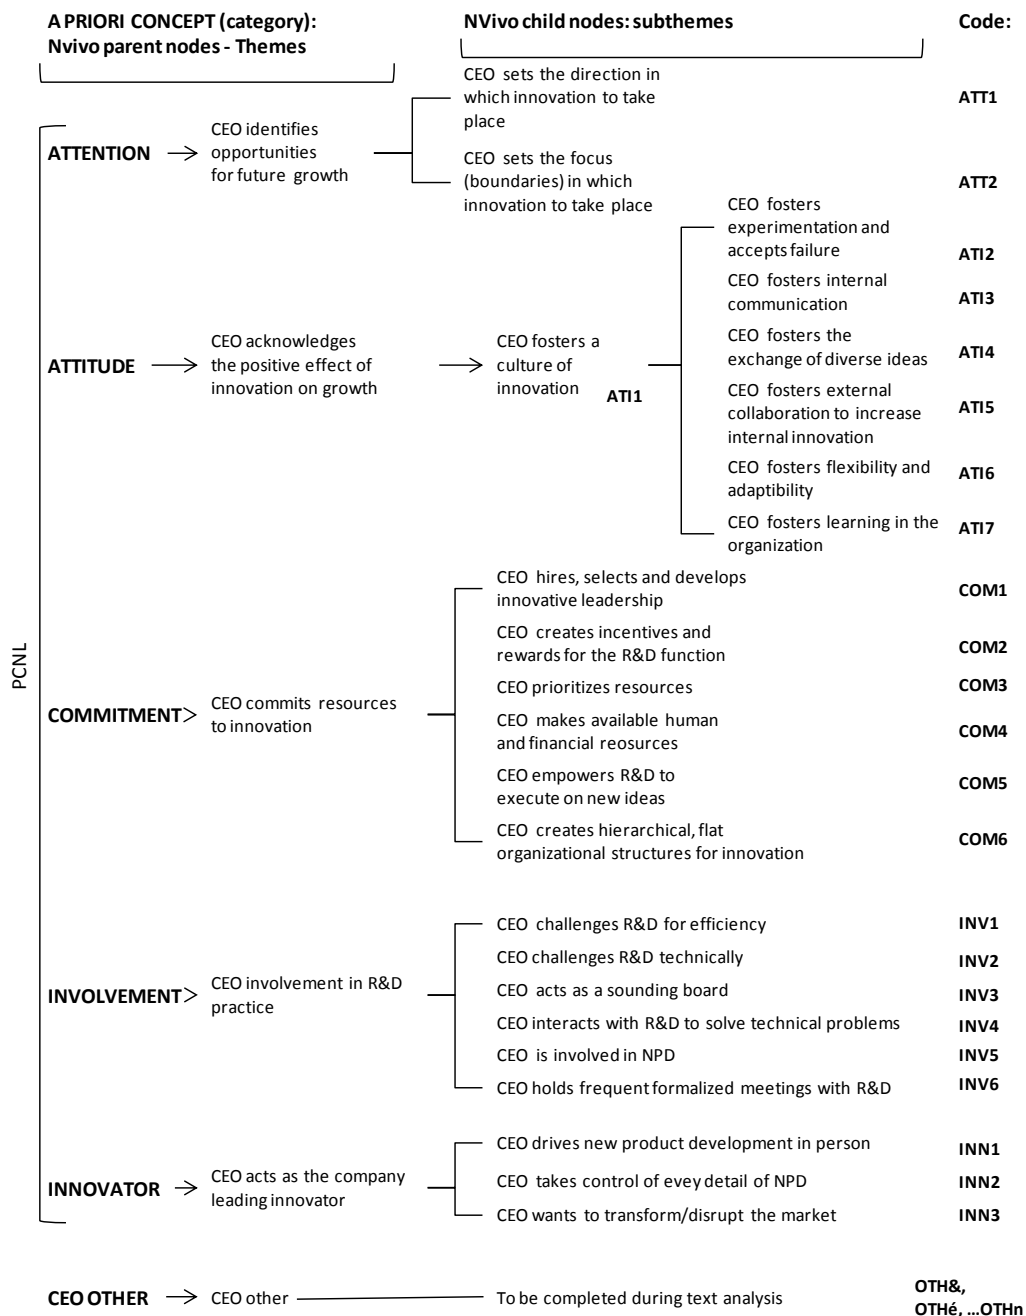 A PRIORI CONCEPT (category):
Nvivo parent nodes - Themes
NVivo child nodes: subthemes
Code:
PCNL
ATTENTION
CEO identifies
opportunities
for future growth
CEO sets the direction in
which innovation to take
place
ATT1
CEO sets the focus
(boundaries) in which
innovation to take place
ATT2
ATTITUDE
CEO acknowledges
the positive effect of
innovation on growth
CEO fosters a
culture of
innovation
ATI1
CEO fosters
experimentation and
accepts failure
ATI2
CEO fosters internal
communication
ATI3
CEO fosters the
exchange of diverse ideas
ATI4
CEO fosters external
collaboration to increase
internal innovation
ATI5
CEO fosters flexibility and
adaptibility
ATI6
CEO fosters learning in the
organization
ATI7
COMMITMENT
CEO commits resources
to innovation
CEO hires, selects and develops
innovative leadership
COM1
CEO creates incentives and
rewards for the R&D function
COM2
CEO prioritizes resources
COM3
CEO makes available human
and financial reosurces
COM4
CEO empowers R&D to
execute on new ideas
COM5
CEO creates hierarchical, flat
organizational structures for innovation
COM6
INVOLVEMENT
CEO involvement in R&D
practice
CEO challenges R&D for efficiency
INV1
CEO challenges R&D technically
INV2
CEO acts as a sounding board
INV3
CEO interacts with R&D to solve technical problems
INV4
CEO is involved in NPD
INV5
CEO holds frequent formalized meetings with R&D
INV6
INNOVATOR
CEO acts as the company
leading innovator
CEO drives new product development in person
INN1
CEO takes control of evey detail of NPD
INN2
CEO wants to transform/disrupt the market
INN3
CEO OTHER
CEO other
To be completed during text analysis
OTH&,
OTHé, ...OTHn